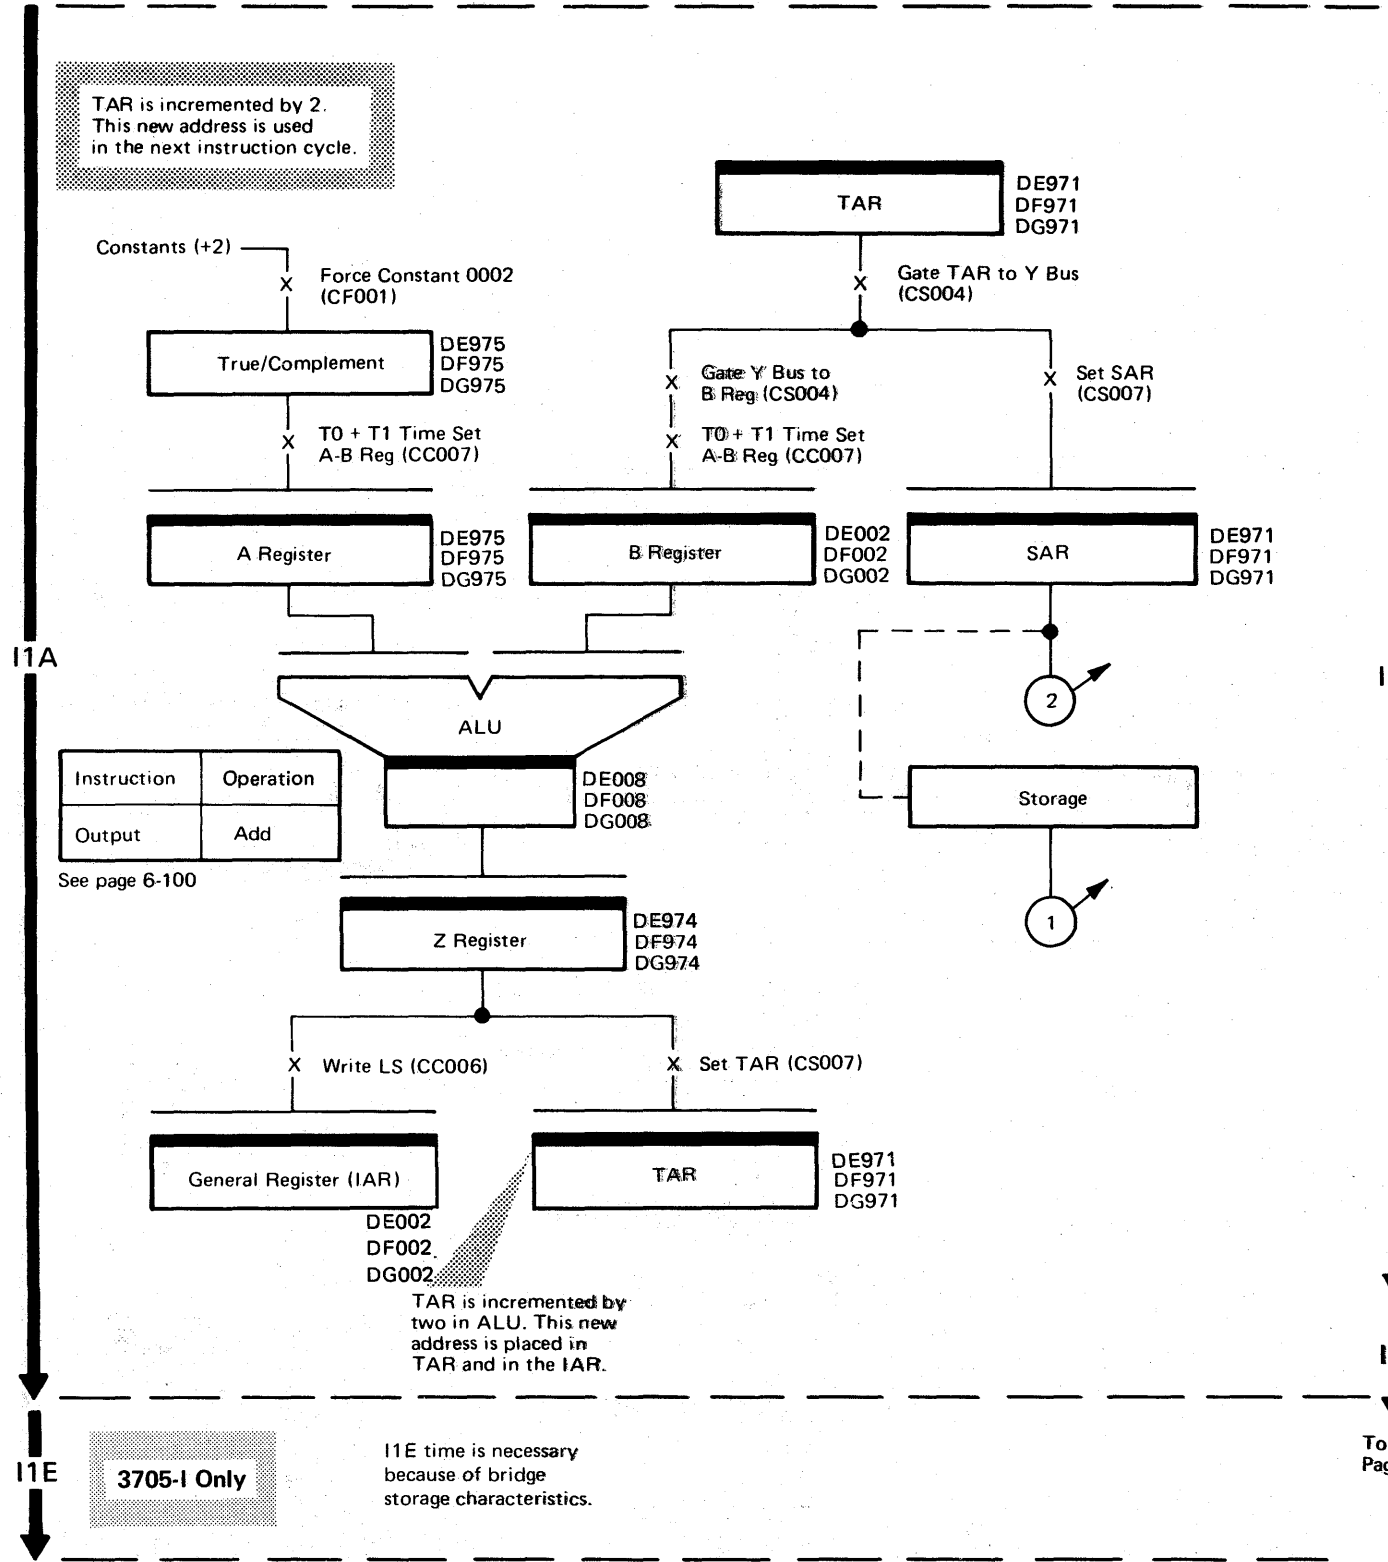 TAR is incremented by 2.
This new address is used
in the next instruction cycle.
TAR
DE971
DF971
DG971
Constants (+2)
Force Constant 0002
(CF001)
Gate TAR to Y Bus
(CS004)
True/Complement
DE975
DF975
DG975
Gate Y Bus to
B Reg (CS004)
Set SAR
(CS007)
T0 + T1 Time Set
A-B Reg (CC007)
T0 + T1 Time Set
A-B Reg (CC007)
A Register
DE975
DF975
DG975
B Register
DE002
DF002
DG002
SAR
DE971
DF971
DG971
I1A
2
ALU
Instruction Operation
Output Add
See page 6-100
DE008
DF008
DG008
Storage
1
Z Register
DE974
DF974
DG974
Write LS (CC006)
Set TAR (CS007)
General Register (IAR)
DE002
DF002
DG002
TAR
DE971
DF971
DG971
TAR is incremented by
two in ALU. This new
address is placed in
TAR and in the IAR.
I1E
3705-I Only
I1E time is necessary
because of bridge
storage characteristics.
To